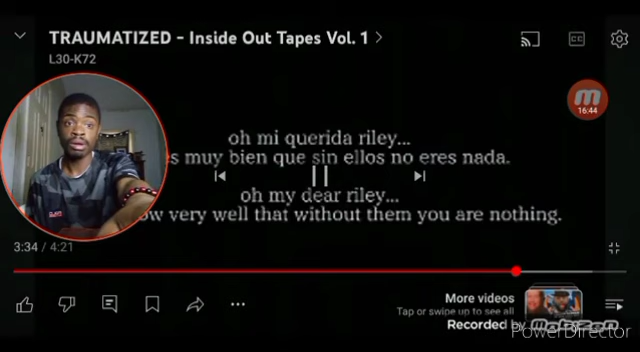 TRAUMATIZED - Inside Out Tapes Vol. 1
L30-K72
CC
16:44
oh mi querida riley...
es muy bien que sin ellos no eres nada.
oh my dear riley...
ow very well that without them you are nothing.
3:34 / 4:21
More videos
Tap or swipe up to see all
Recorded by Mobizen
PowerDirector